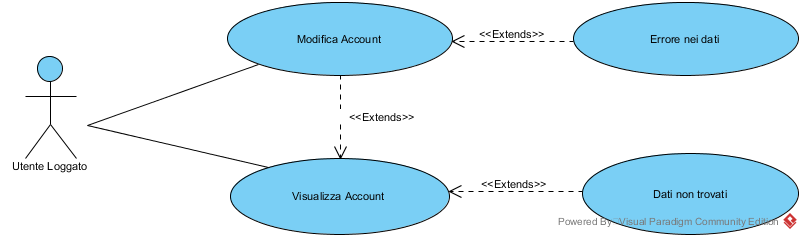 Modifica Account
<<Extends>>
Errore nei dati
<<Extends>>
Utente Loggato
Visualizza Account
<<Extends>>
Dati non trovati
Powered By: Visual Paradigm Community Edition